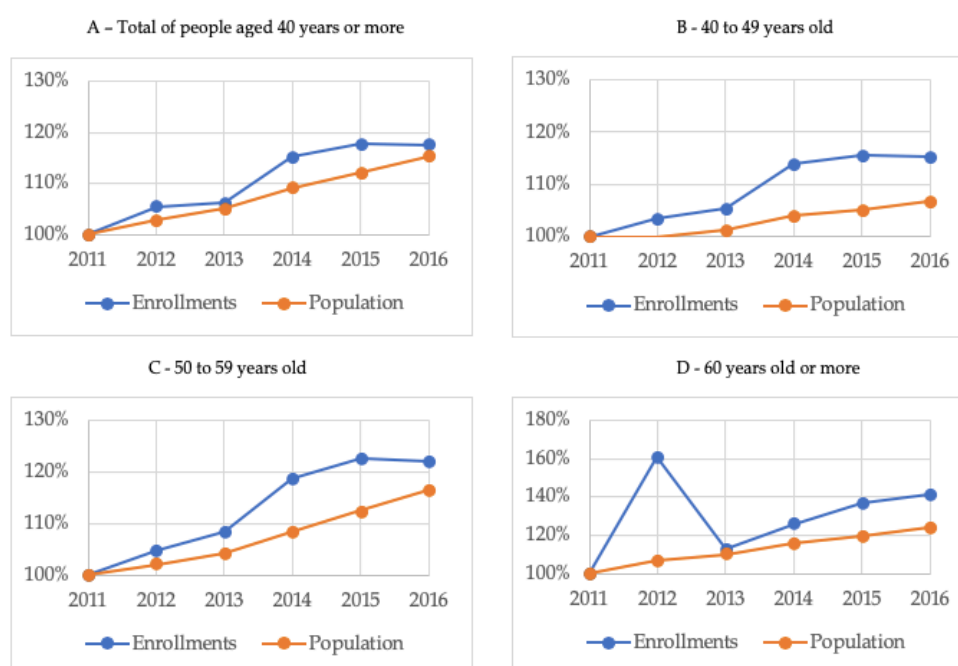 A – Total of people aged 40 years or more
130%
120%
110%
100%
2011 2012 2013 2014 2015 2016
Enrollments Population
B - 40 to 49 years old
130%
120%
110%
100%
2011 2012 2013 2014 2015 2016
Enrollments Population
C - 50 to 59 years old
130%
120%
110%
100%
2011 2012 2013 2014 2015 2016
Enrollments Population
D - 60 years old or more
180%
160%
140%
120%
100%
2011 2012 2013 2014 2015 2016
Enrollments Population